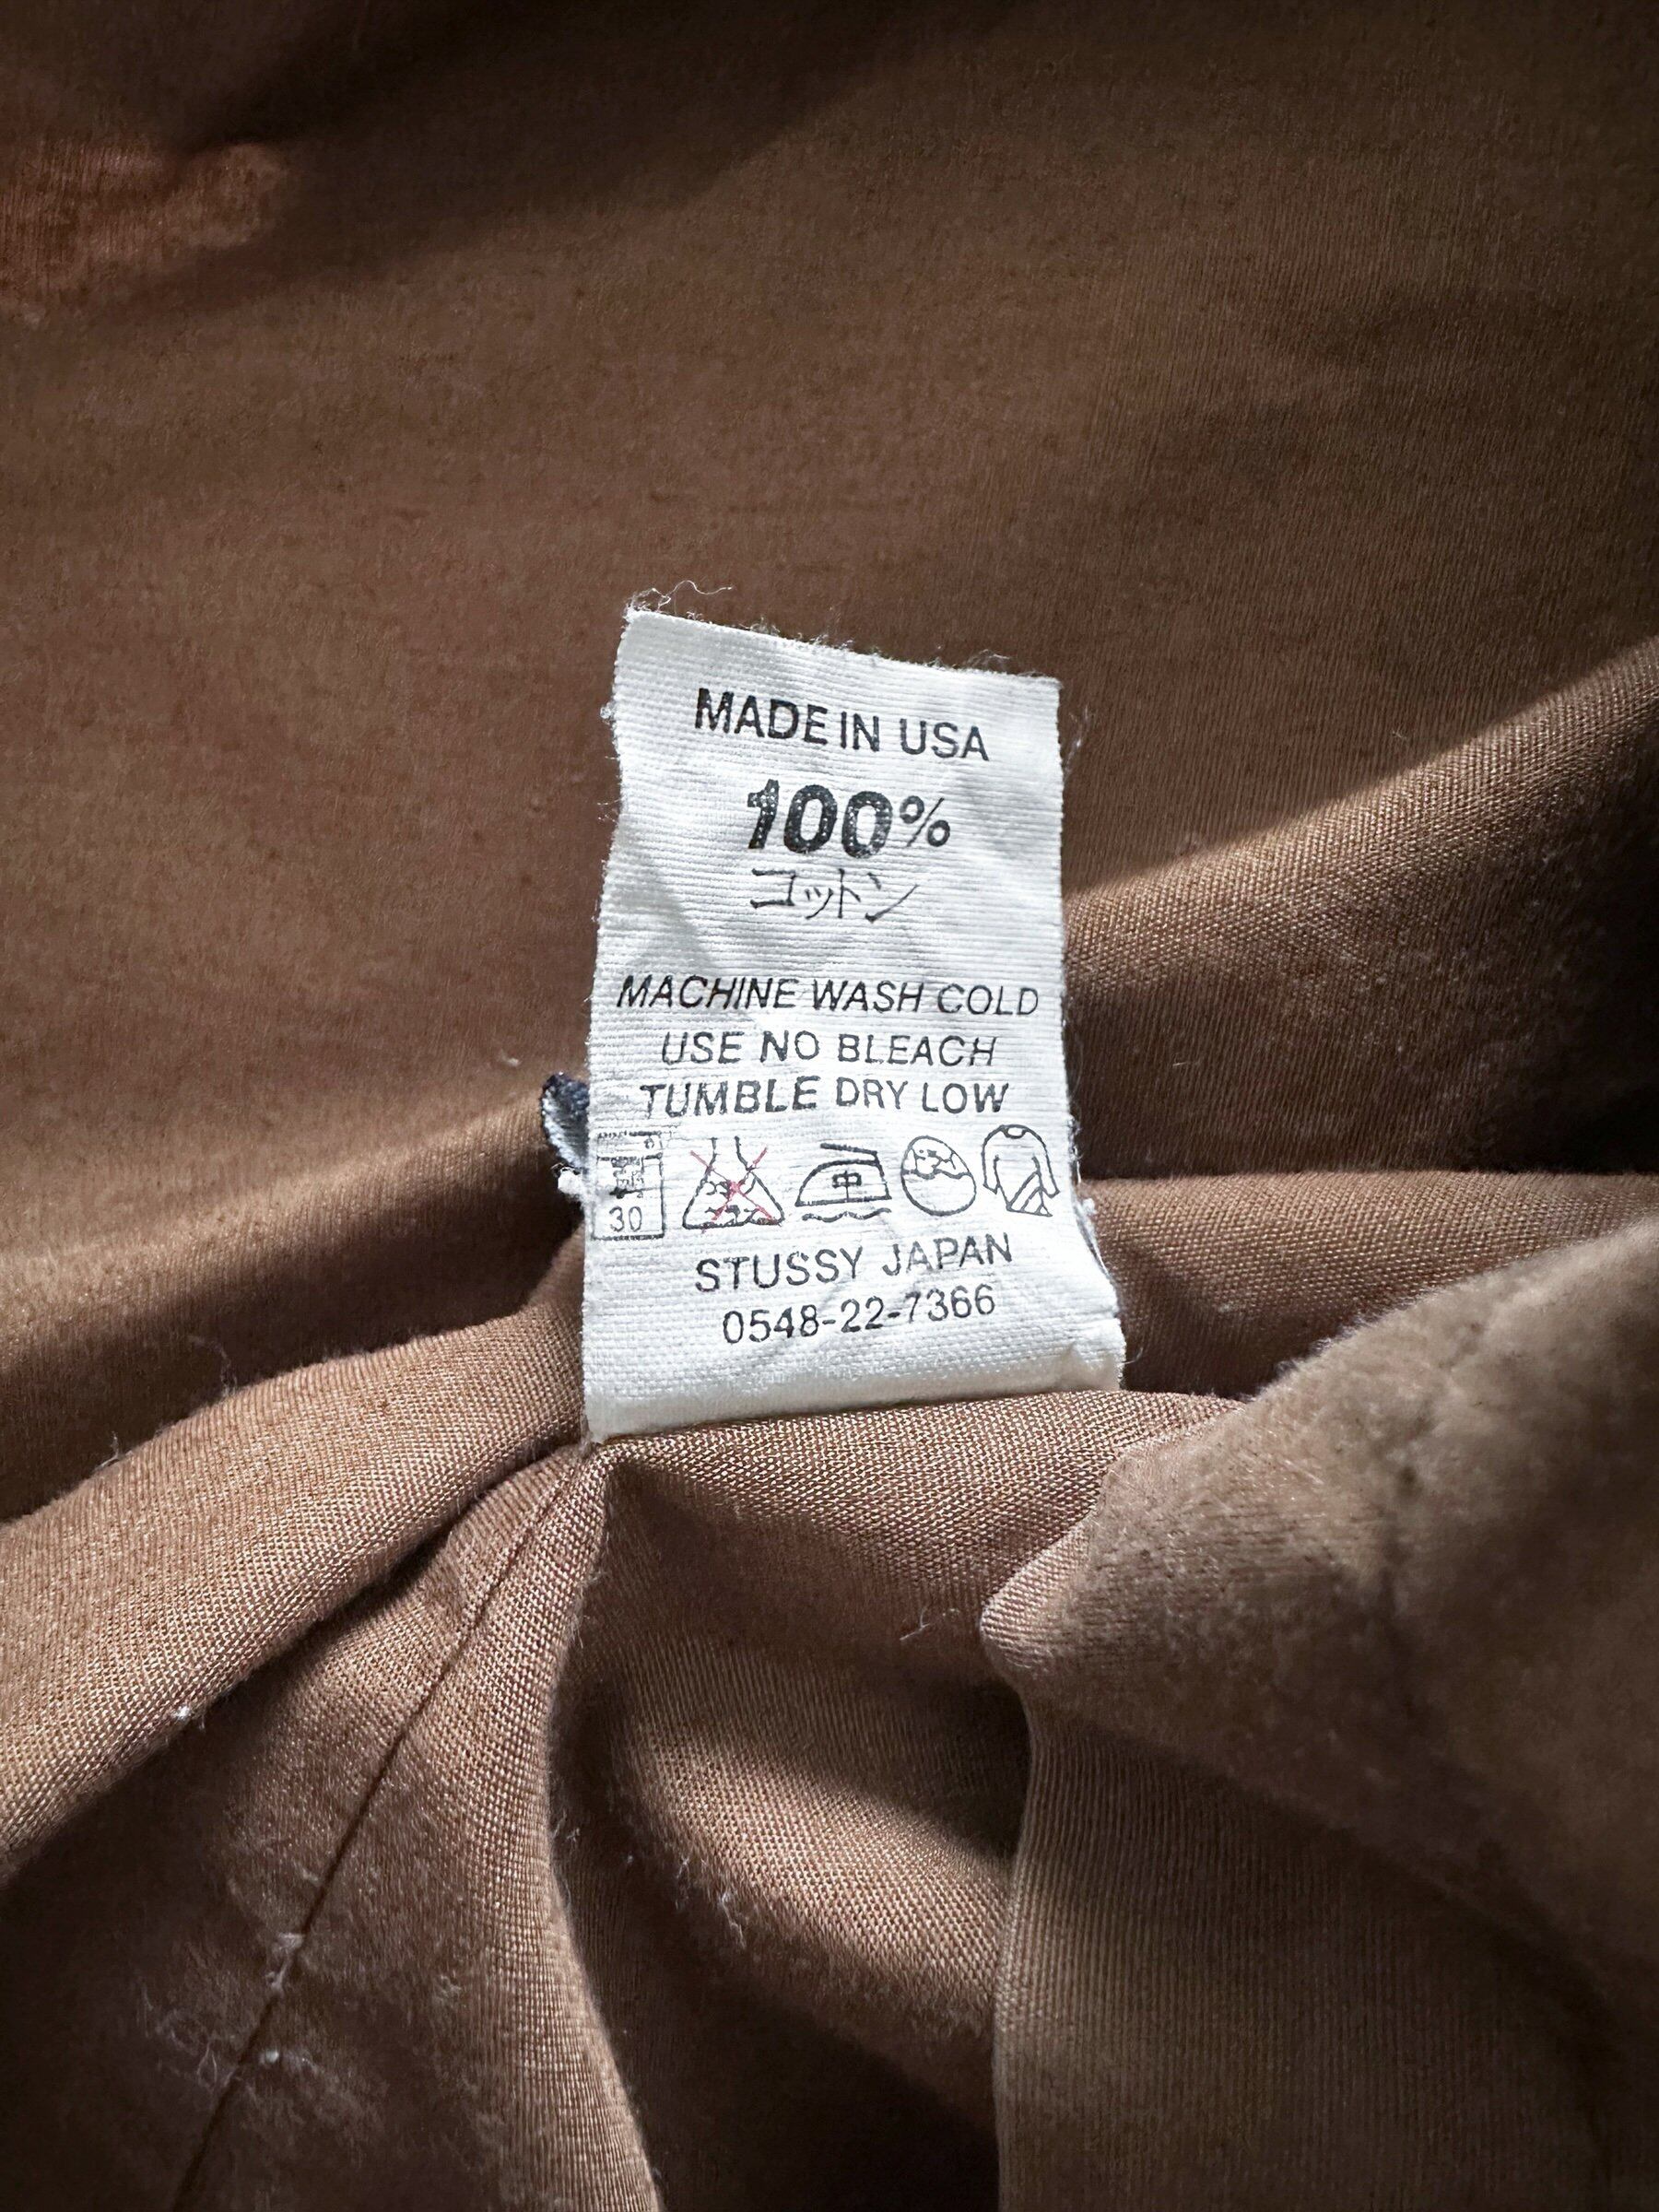 MADE IN USA
100%
コットン
MACHINE WASH COLD
USE NO BLEACH
TUMBLE DRY LOW
30
中
STUSSY JAPAN
0548-22-7366